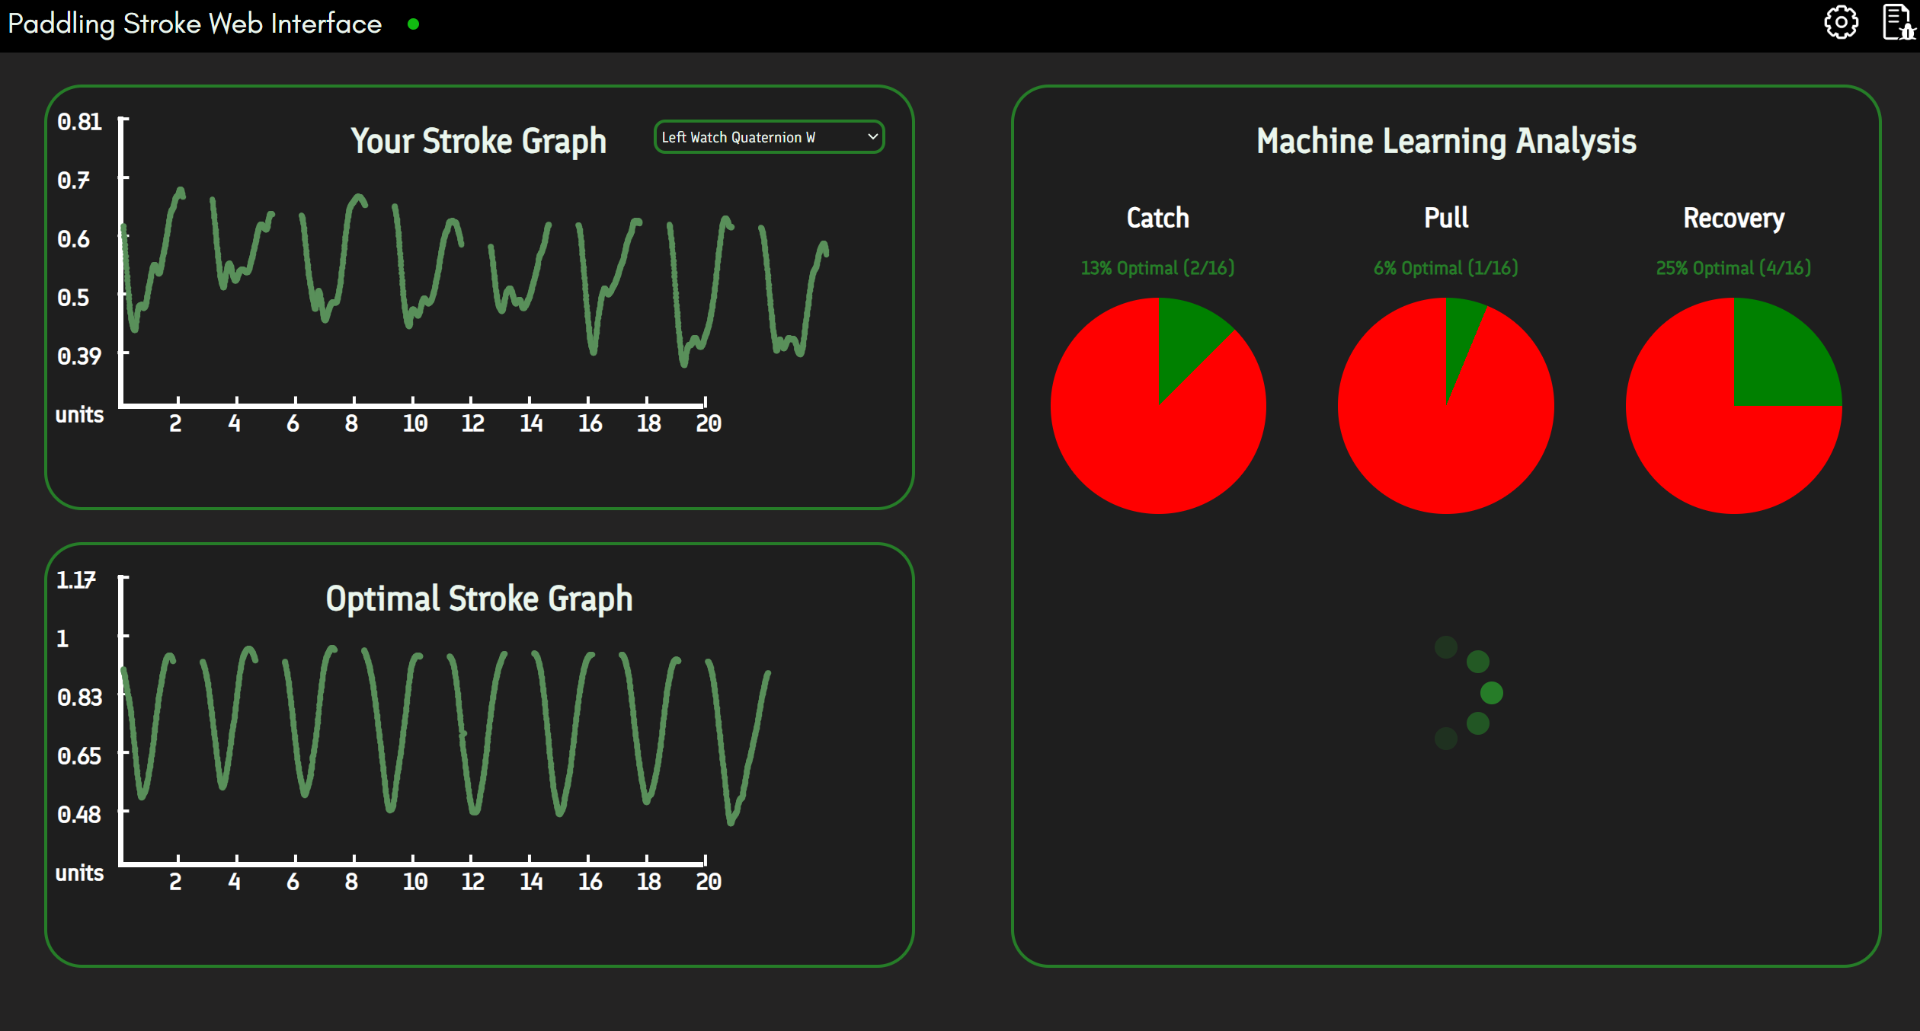 Paddling Stroke Web Interface
Your Stroke Graph
Left Watch Quaternion W
0.81
0.7
0.6
0.5
0.39
units
2 4 6 8 10 12 14 16 18 20
Optimal Stroke Graph
1.17
1
0.83
0.65
0.48
units
2 4 6 8 10 12 14 16 18 20
Machine Learning Analysis
Catch
13% Optimal (2/16)
Pull
6% Optimal (1/16)
Recovery
25% Optimal (4/16)